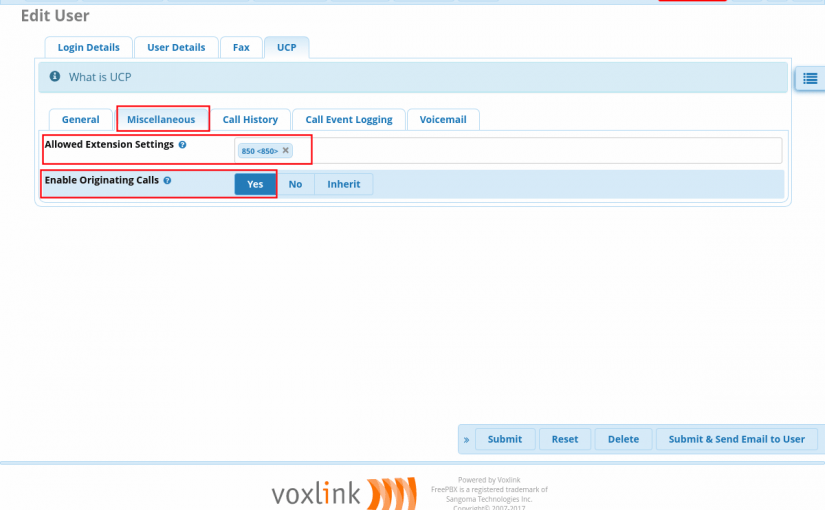 Edit User
Login Details User Details Fax UCP
What is UCP
General Miscellaneous Call History Call Event Logging Voicemail
Allowed Extension Settings 850 <850> ×
Enable Originating Calls Yes No Inherit
» Submit Reset Delete Submit & Send Email to User
voxlink
Powered by Voxlink
FreePBX is a registered trademark of
Sangoma Technologies Inc.
Copyright© 2007-2017